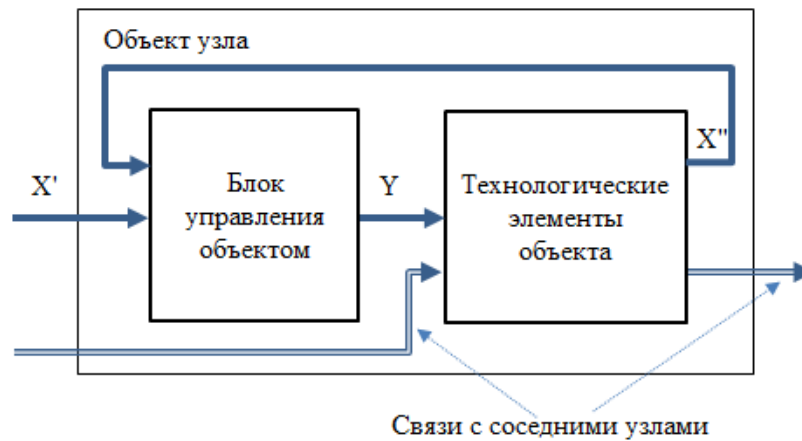 Объект узла
X'
Блок
управления
объектом
Y
Технологические
элементы
объекта
X"
Связи с соседними узлами